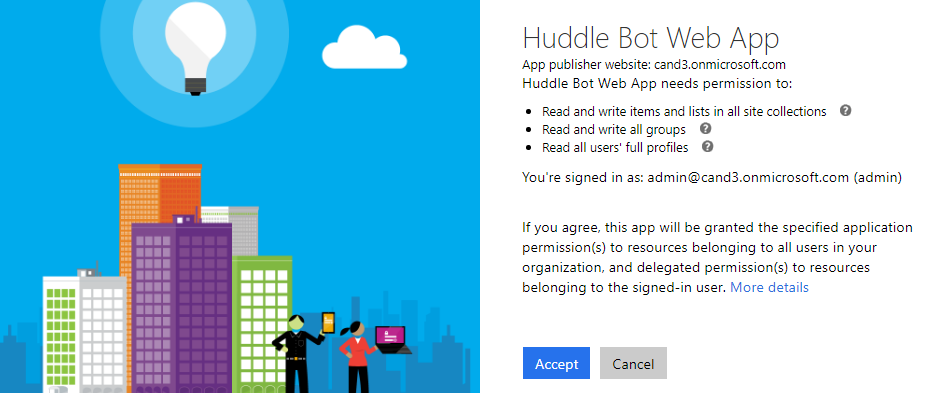 Huddle Bot Web App
App publisher website: cand3.onmicrosoft.com
Huddle Bot Web App needs permission to:
Read and write items and lists in all site collections
Read and write all groups
Read all users' full profiles
You're signed in as: admin@cand3.onmicrosoft.com (admin)
If you agree, this app will be granted the specified application
permission(s) to resources belonging to all users in your
organization, and delegated permission(s) to resources
belonging to the signed-in user. More details
Accept Cancel